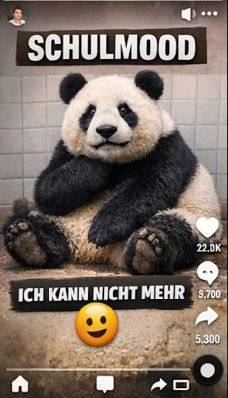 SCHULMOOD
ICH KANN NICHT MEHR
22.0K
9,700
5.300